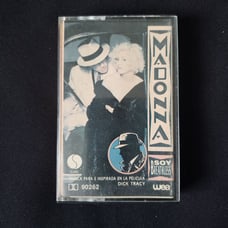 MADONNA
SOY
BREATHLESS
MUSICA PARA E INSPIRADA EN LA PELICULA
DICK TRACY
90262
wea